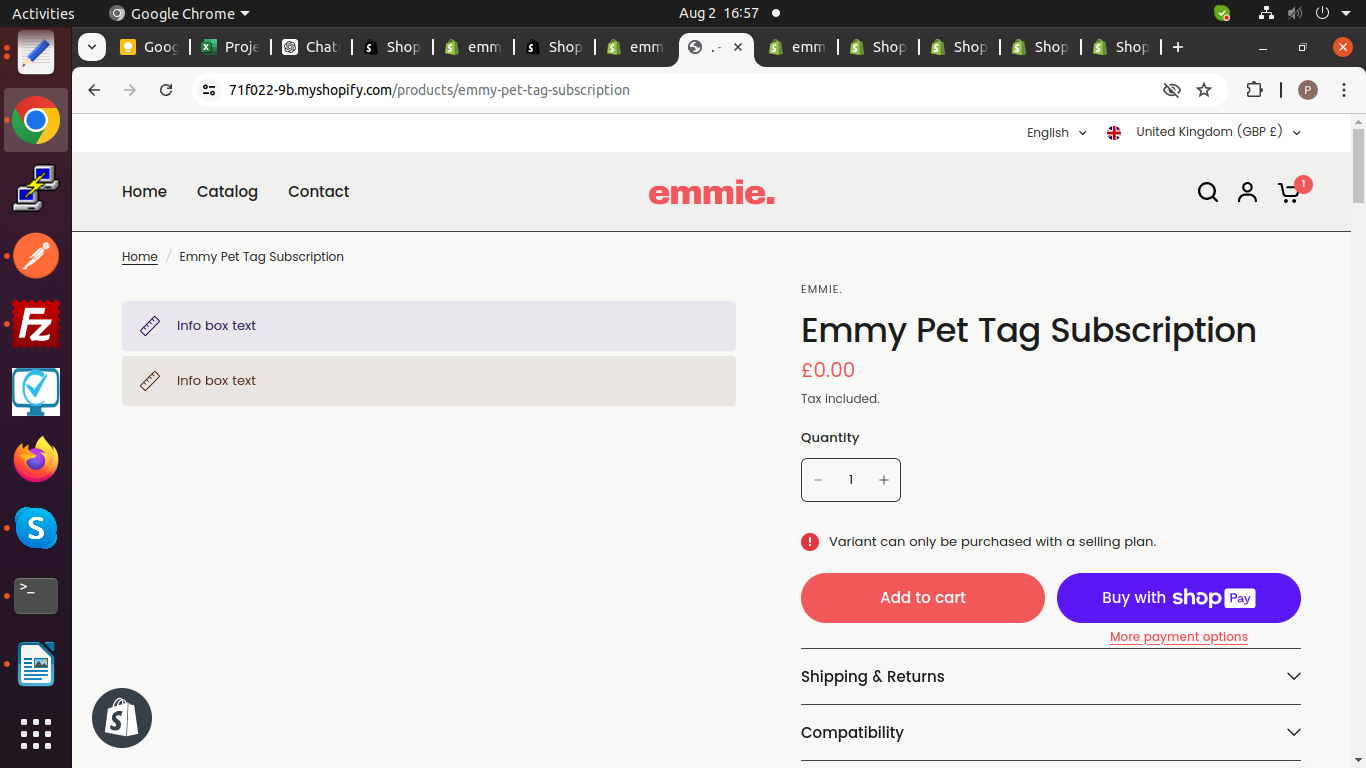 Activities Google Chrome Aug 2 16:57
Goog Proje Chat Shop emm Shop emm . - emm Shop Shop Shop Shop
71f022-9b.myshopify.com/products/emmy-pet-tag-subscription P
English United Kingdom (GBP £)
Home Catalog Contact emmie. 1
Home / Emmy Pet Tag Subscription
EMMIE.
Info box text
Info box text
Emmy Pet Tag Subscription
£0.00
Tax included.
Quantity
− 1 +
! Variant can only be purchased with a selling plan.
Add to cart Buy with shop Pay
More payment options
Shipping & Returns
Compatibility